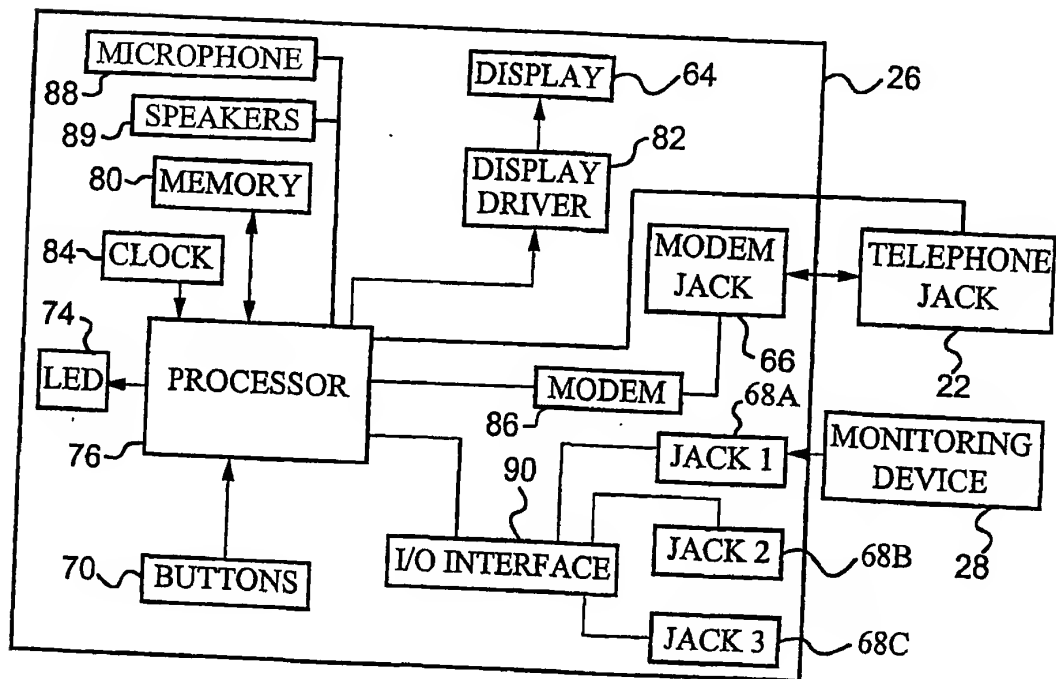 MICROPHONE
88
SPEAKERS
89
80
MEMORY
84
CLOCK
74
LED
PROCESSOR
76
70
BUTTONS
DISPLAY
64
82
DISPLAY
DRIVER
26
MODEM
JACK
66
TELEPHONE
JACK
22
MODEM
86
68A
JACK 1
MONITORING
DEVICE
28
90
I/O INTERFACE
JACK 2
68B
JACK 3
68C